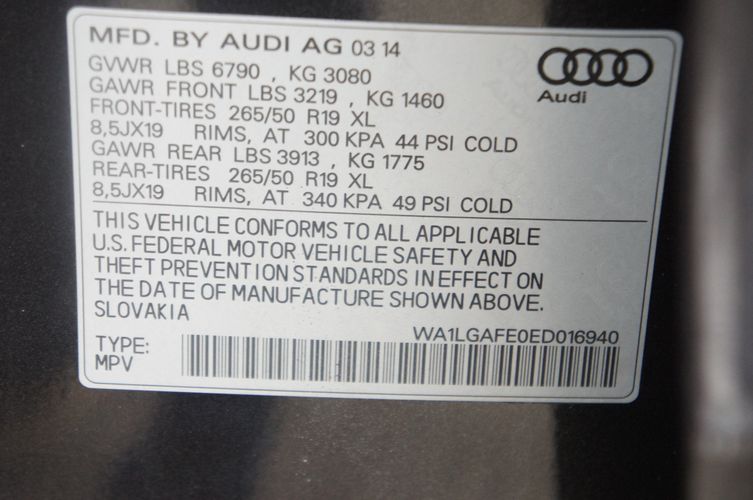 MFD. BY AUDI AG 03 14
GVWR LBS 6790 , KG 3080
GAWR FRONT LBS 3219 , KG 1460
FRONT-TIRES 265/50 R19 XL
8,5JX19 RIMS, AT 300 KPA 44 PSI COLD
GAWR REAR LBS 3913 , KG 1775
REAR-TIRES 265/50 R19 XL
8,5JX19 RIMS, AT 340 KPA 49 PSI COLD
Audi
THIS VEHICLE CONFORMS TO ALL APPLICABLE
U.S. FEDERAL MOTOR VEHICLE SAFETY AND
THEFT PREVENTION STANDARDS IN EFFECT ON
THE DATE OF MANUFACTURE SHOWN ABOVE.
SLOVAKIA
WA1LGAFE0ED016940
TYPE:
MPV